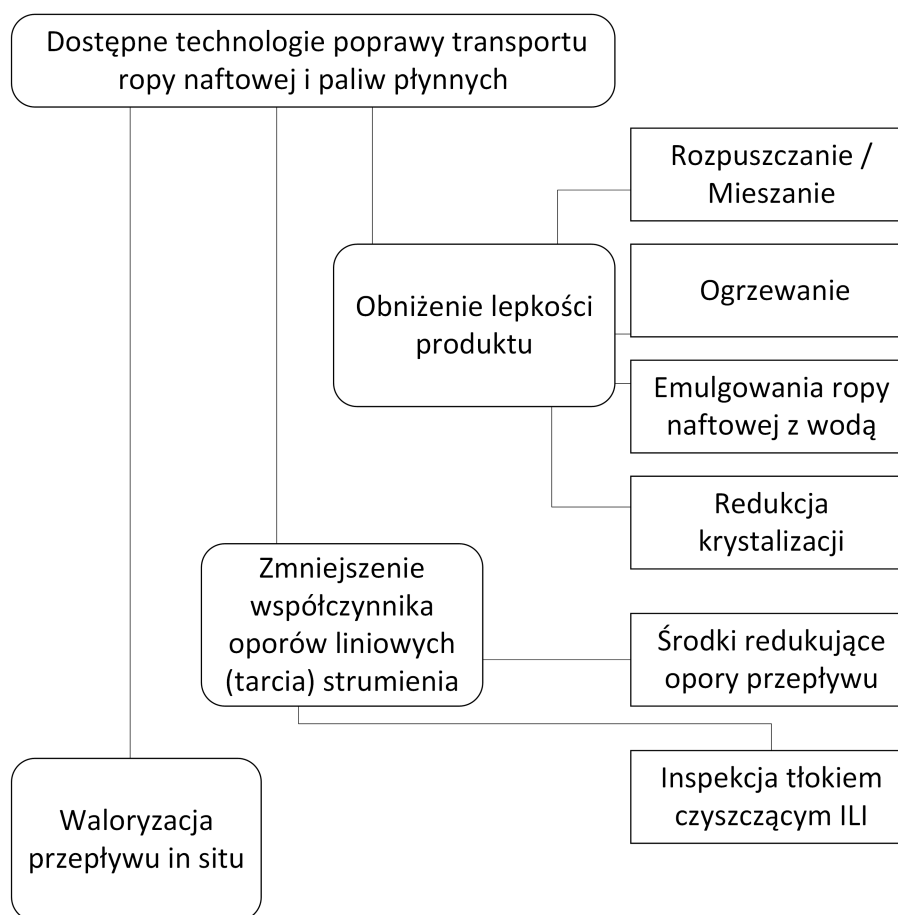 Dostępne technologie poprawy transportu
ropy naftowej i paliw płynnych
Rozpuszczanie /
Mieszanie
Obniżenie lepkości
produktu
Ogrzewanie
Emulgowania ropy
naftowej z wodą
Redukcja
krystalizacji
Zmniejszenie
współczynnika
oporów liniowych
(tarcia) strumienia
Środki redukujące
opory przepływu
Inspekcja tłokiem
czyszczącym ILI
Waloryzacja
przepływu in situ